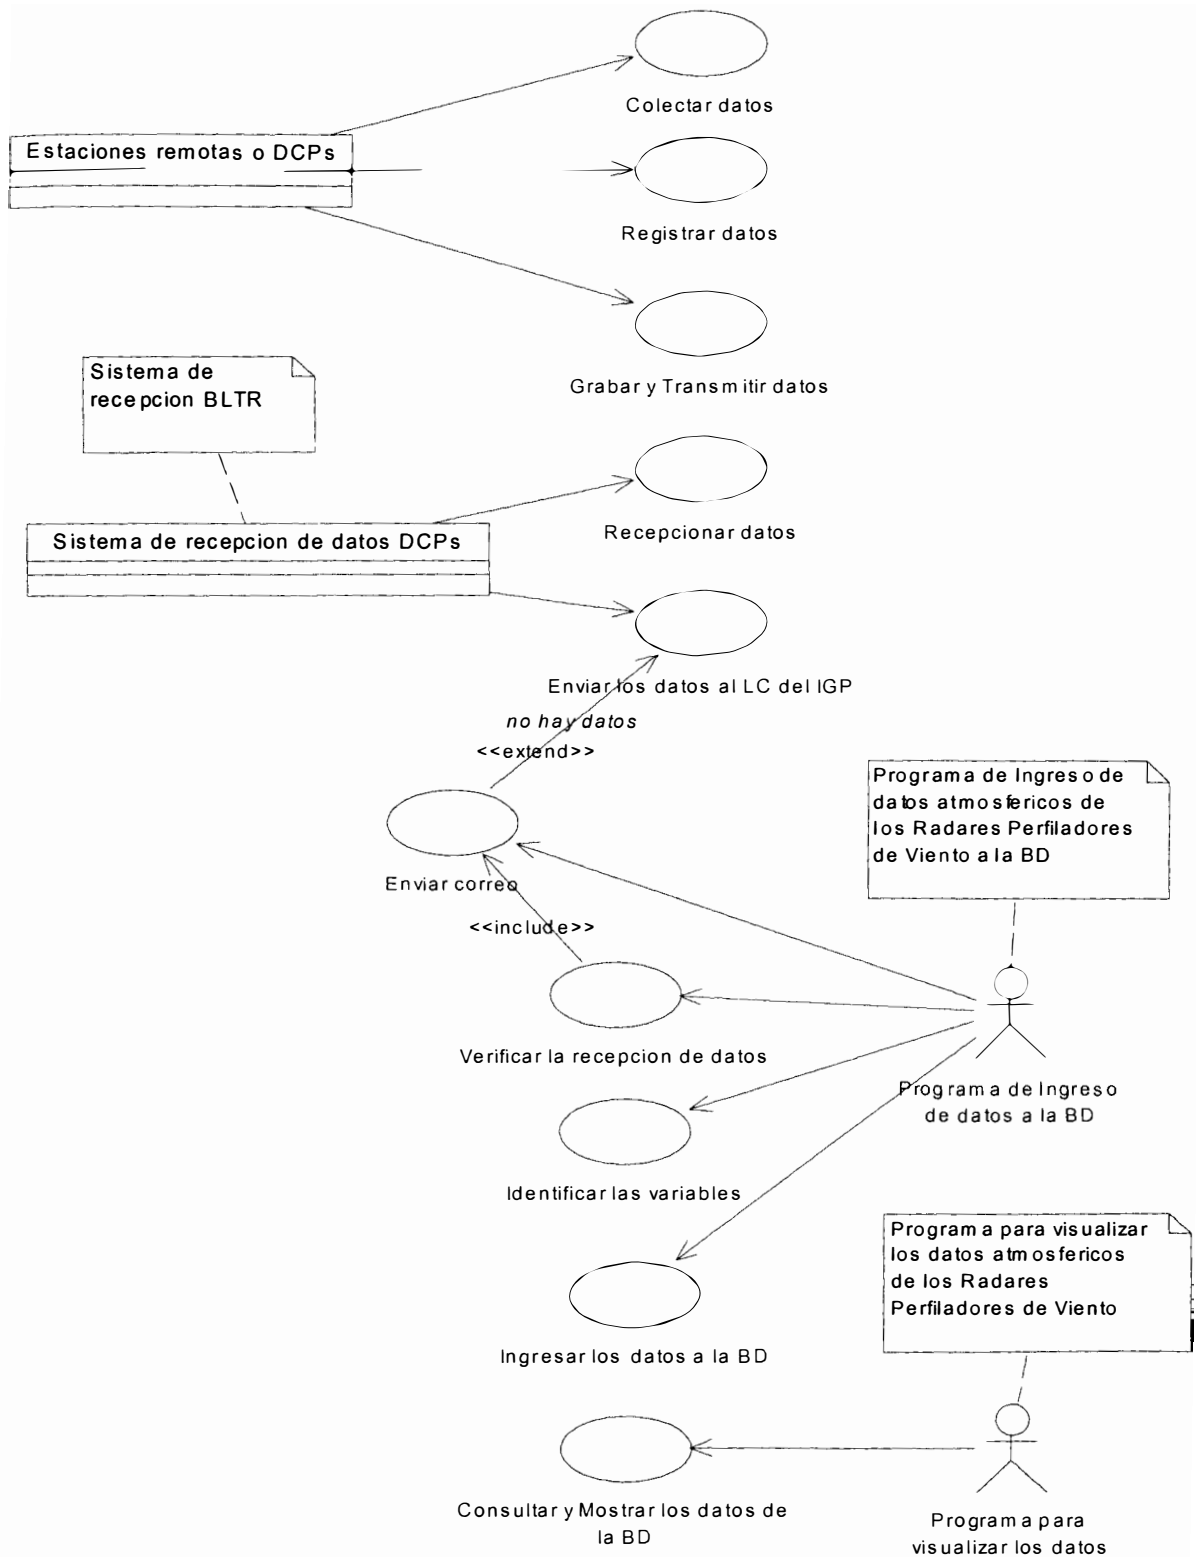 Colectar datos
Estaciones remotas o DCPs
Registrar datos
Grabar y Transmitir datos
Sistema de
recepcion BLTR
Recepcionar datos
Sistema de recepcion de datos DCPs
Enviar los datos al LC del IGP
no hay datos
<<extend>>
Enviar correo
<<include>>
Programa de Ingreso de
datos atmosfericos de
los Radares Perfiladores
de Viento a la BD
Verificar la recepcion de datos
Programa de Ingreso
de datos a la BD
Identificar las variables
Ingresar los datos a la BD
Programa para visualizar
los datos atmosfericos
de los Radares
Perfiladores de Viento
Consultar y Mostrar los datos de
la BD
Programa para
visualizar los datos